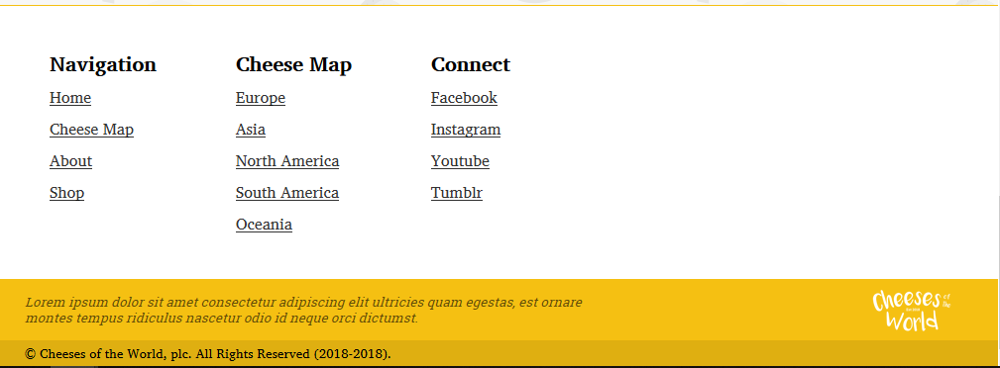 Navigation
Home
Cheese Map
About
Shop
Cheese Map
Europe
Asia
North America
South America
Oceania
Connect
Facebook
Instagram
Youtube
Tumblr
Lorem ipsum dolor sit amet consectetur adipiscing elit ultricies quam egestas, est ornare
montes tempus ridiculus nascetur odio id neque orci dictumst.
cheeses of the
World
© Cheeses of the World, plc. All Rights Reserved (2018-2018).